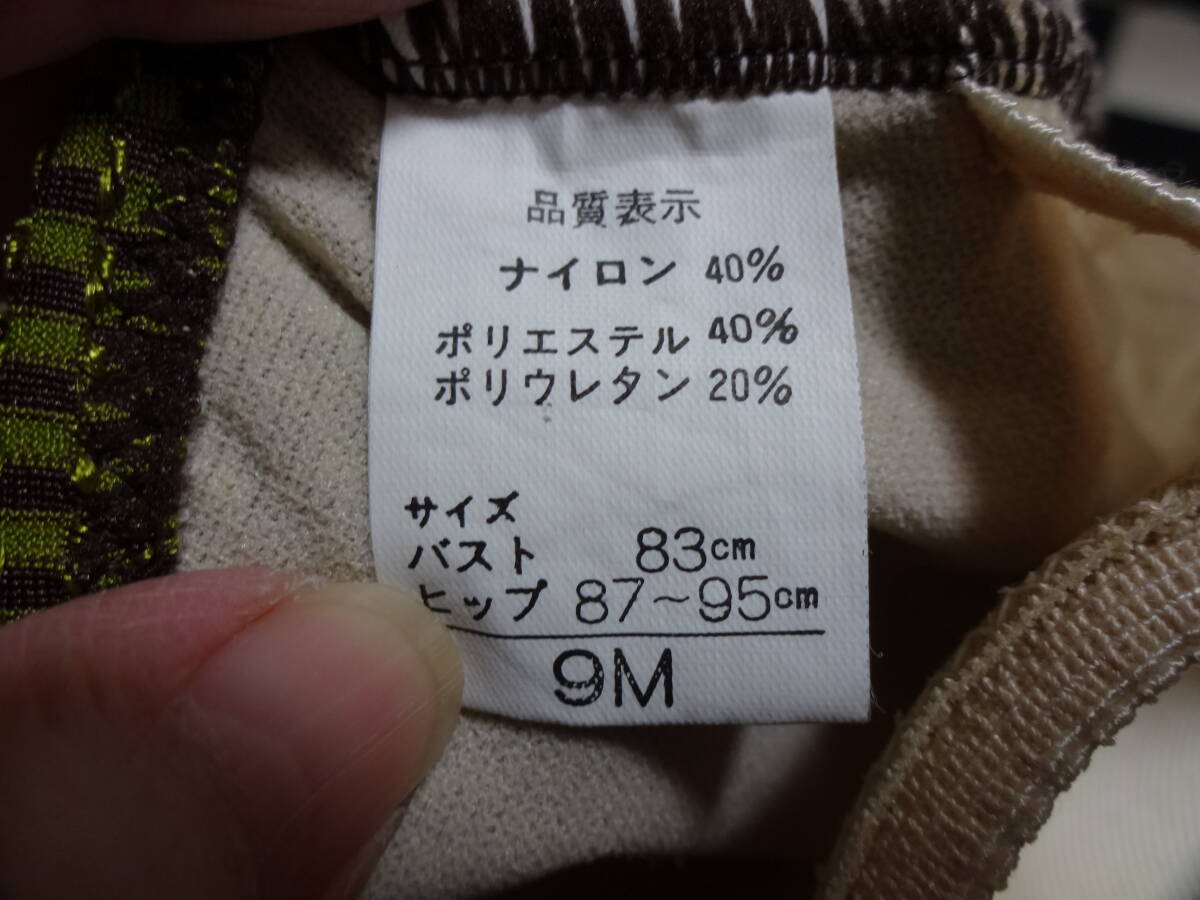 品質表示
ナイロン 40%
ポリエステル 40%
ポリウレタン 20%
サイズ
バスト 83cm
ヒップ 87~95cm
9M